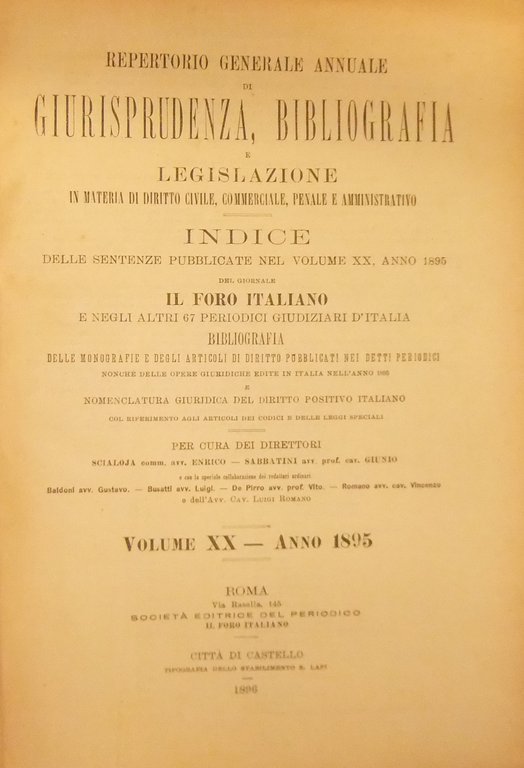 REPERTORIO GENERALE ANNUALE
DI
GIURISPRUDENZA, BIBLIOGRAFIA
E
LEGISLAZIONE
IN MATERIA DI DIRITTO CIVILE, COMMERCIALE, PENALE E AMMINISTRATIVO
INDICE
DELLE SENTENZE PUBBLICATE NEL VOLUME XX, ANNO 1895
DEL GIORNALE
IL FORO ITALIANO
E NEGLI ALTRI 67 PERIODICI GIUDIZIARI D'ITALIA
BIBLIOGRAFIA
DELLE MONOGRAFIE E DEGLI ARTICOLI DI DIRITTO PUBBLICATI NEI DETTI PERIODICI
NONCHÈ DELLE OPERE GIURIDICHE EDITE IN ITALIA NELL'ANNO 1895
E
NOMENCLATURA GIURIDICA DEL DIRITTO POSITIVO ITALIANO
COL RIFERIMENTO AGLI ARTICOLI DEI CODICI E DELLE LEGGI SPECIALI
PER CURA DEI DIRETTORI
SCIALOJA comm. avv. ENRICO — SABBATINI avv. prof. cav. GIUNIO
e con la speciale collaborazione dei redattori ordinari
Baldoni avv. Gustavo. — Busatti avv. Luigi. — De Pirro avv. prof. Vito. — Romano avv. cav. Vincenzo
e dell'Avv. CAV. LUIGI ROMANO
VOLUME XX — ANNO 1895
ROMA
Via Rasella, 145
SOCIETÀ EDITRICE DEL PERIODICO
IL FORO ITALIANO
CITTÀ DI CASTELLO
TIPOGRAFIA DELLO STABILIMENTO S. LAPI
1896